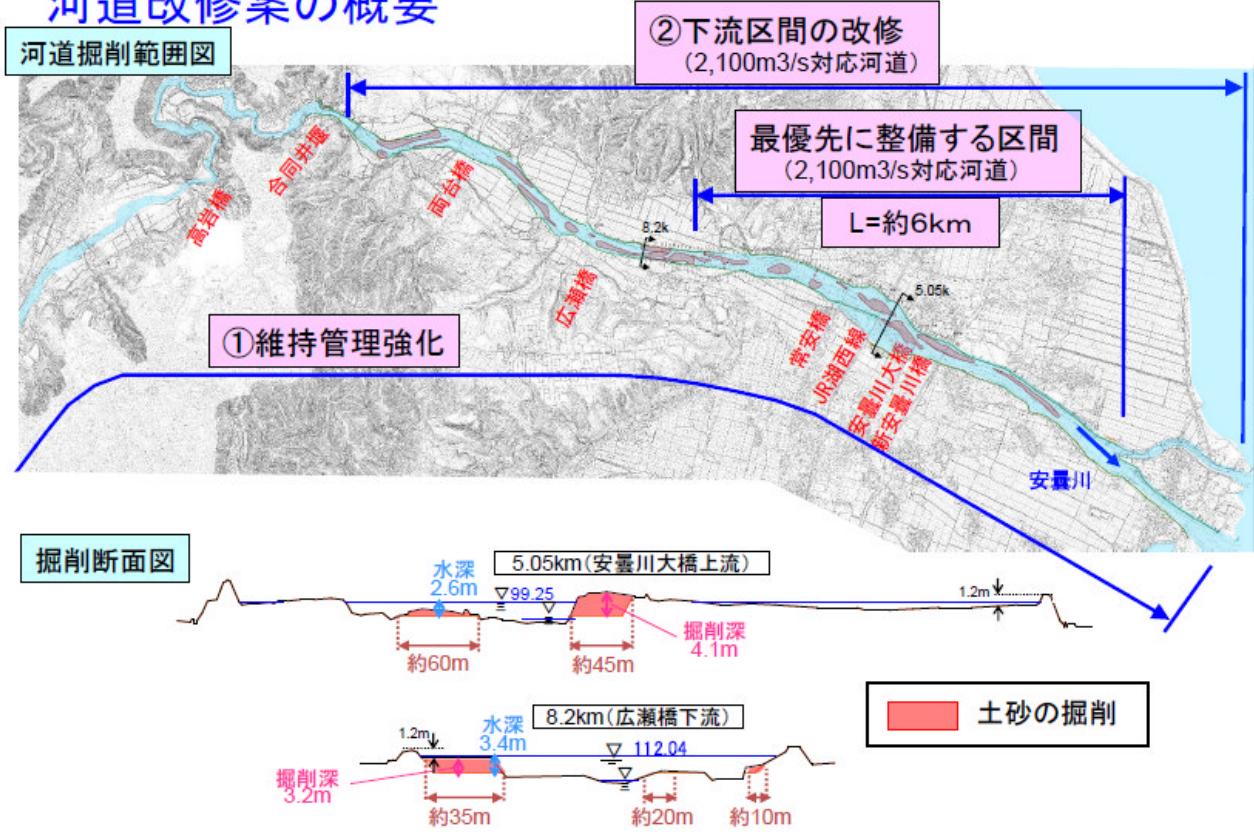 河道改修案の概要
河道掘削範囲図
②下流区間の改修
(2,100m3/s対応河道)
最優先に整備する区間
(2,100m3/s対応河道)
L=約6km
高岩橋
合同井堰
両台橋
8.2k
広瀬橋
5.05k
①維持管理強化
常安橋
JR湖西線
安曇川大橋
新安曇川橋
安曇川
掘削断面図
5.05km(安曇川大橋上流)
水深
2.6m
99.25
1.2m
掘削深
4.1m
約60m
約45m
8.2km(広瀬橋下流)
1.2m
水深
3.4m
112.04
掘削深
3.2m
約35m
約20m
約10m
土砂の掘削